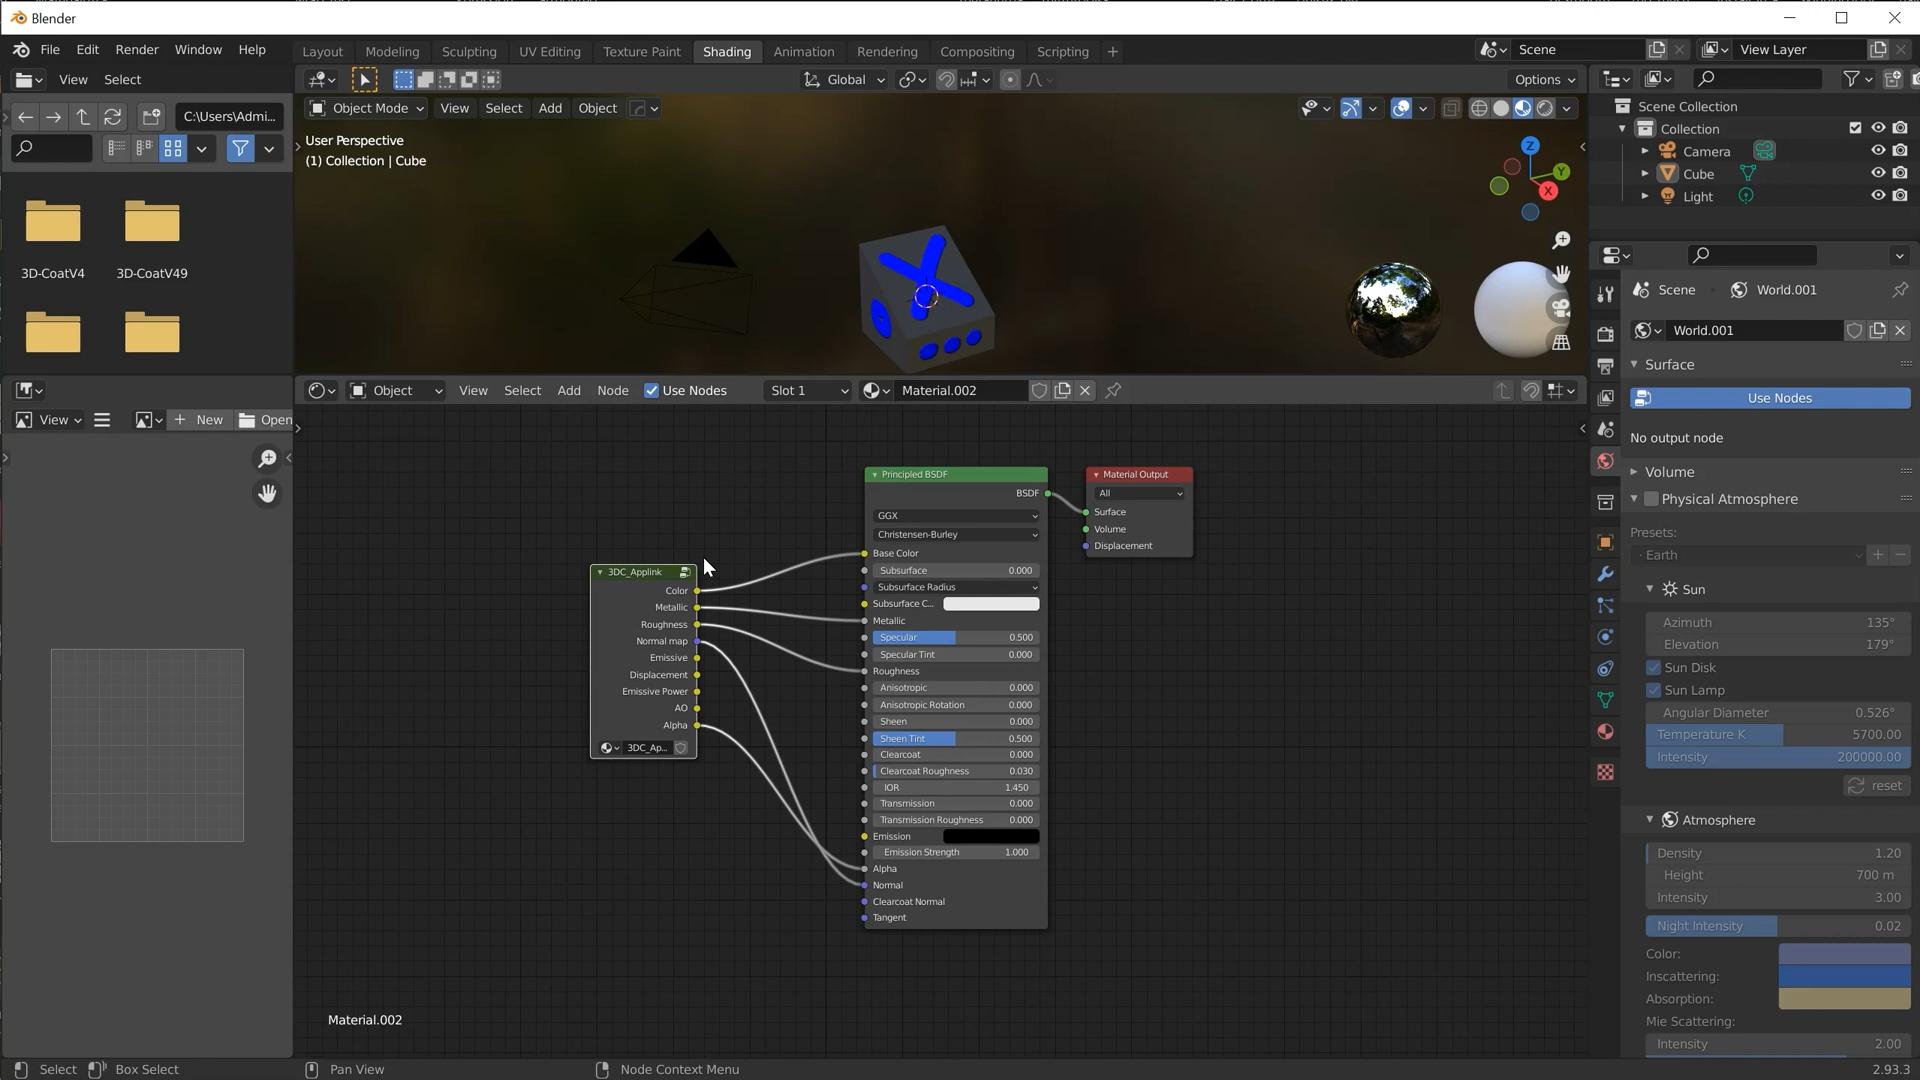 Blender
File Edit Render Window Help
Layout Modeling Sculpting UV Editing Texture Paint Shading Animation Rendering Compositing Scripting +
Scene
View Layer
View Select
Global
Options
C:\Users\Admi...
Object Mode View Select Add Object
User Perspective
(1) Collection | Cube
Z
Y
X
Scene Collection
Collection
Camera
Cube
Light
3D-CoatV4
3D-CoatV49
Scene
World.001
World.001
Surface
Use Nodes
No output node
Volume
Physical Atmosphere
Presets:
Earth
Sun
Azimuth 135°
Elevation 179°
Sun Disk
Sun Lamp
Angular Diameter 0.526°
Temperature K 5700.00
Intensity 200000.00
reset
Atmosphere
Density 1.20
Height 700 m
Intensity 3.00
Night Intensity 0.02
Color:
Inscattering:
Absorption:
Mie Scattering:
Intensity 2.00
View
New
Open
Object View Select Add Node Use Nodes Slot 1 Material.002
3DC_Applink
Color
Metallic
Roughness
Normal map
Emissive
Displacement
Emissive Power
AO
Alpha
3DC_Ap...
Principled BSDF
BSDF
GGX
Christensen-Burley
Base Color
Subsurface 0.000
Subsurface Radius
Subsurface C...
Metallic
Specular 0.500
Specular Tint 0.000
Roughness
Anisotropic 0.000
Anisotropic Rotation 0.000
Sheen 0.000
Sheen Tint 0.500
Clearcoat 0.000
Clearcoat Roughness 0.030
IOR 1.450
Transmission 0.000
Transmission Roughness 0.000
Emission
Emission Strength 1.000
Alpha
Normal
Clearcoat Normal
Tangent
Material Output
All
Surface
Volume
Displacement
Material.002
Select Box Select Pan View Node Context Menu 2.93.3